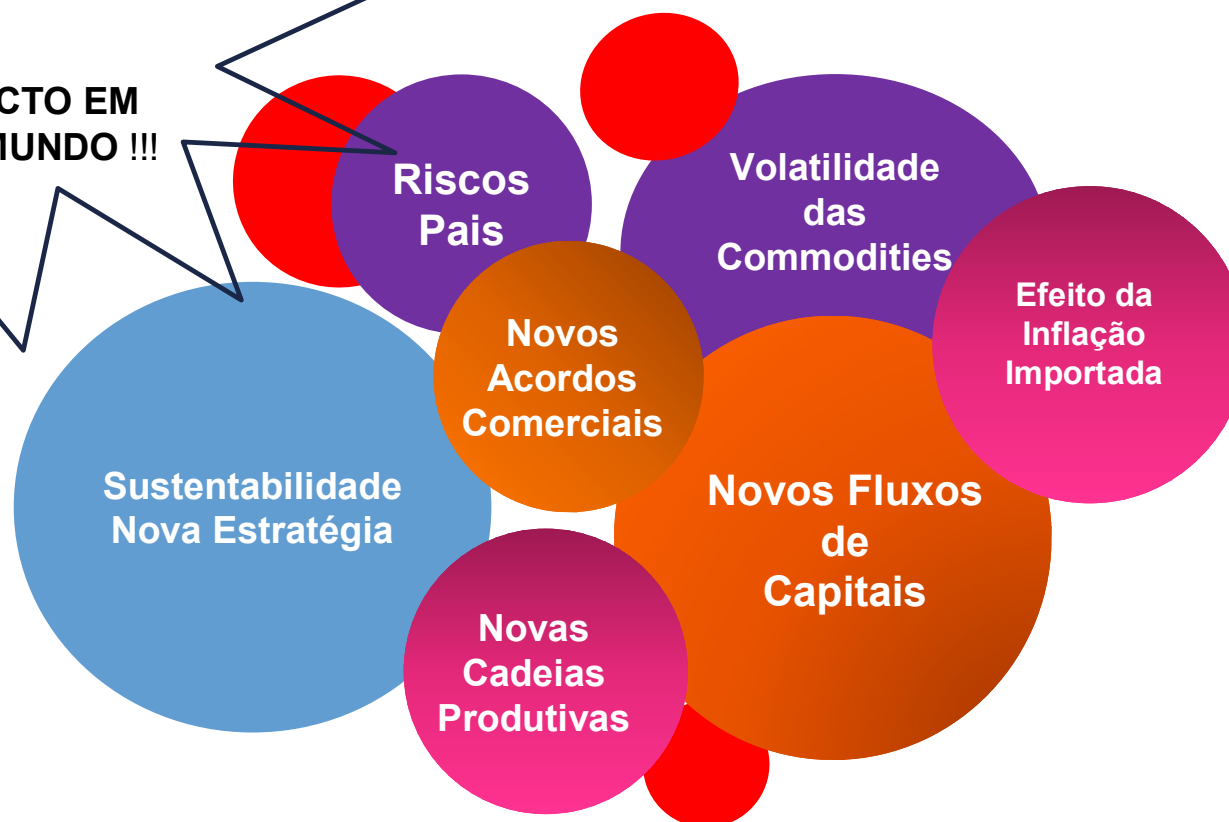 CTO EM
MUNDO !!!
Riscos
Pais
Volatilidade
das
Commodities
Efeito da
Inflação
Importada
Novos
Acordos
Comerciais
Sustentabilidade
Nova Estratégia
Novos Fluxos
de
Capitais
Novas
Cadeias
Produtivas